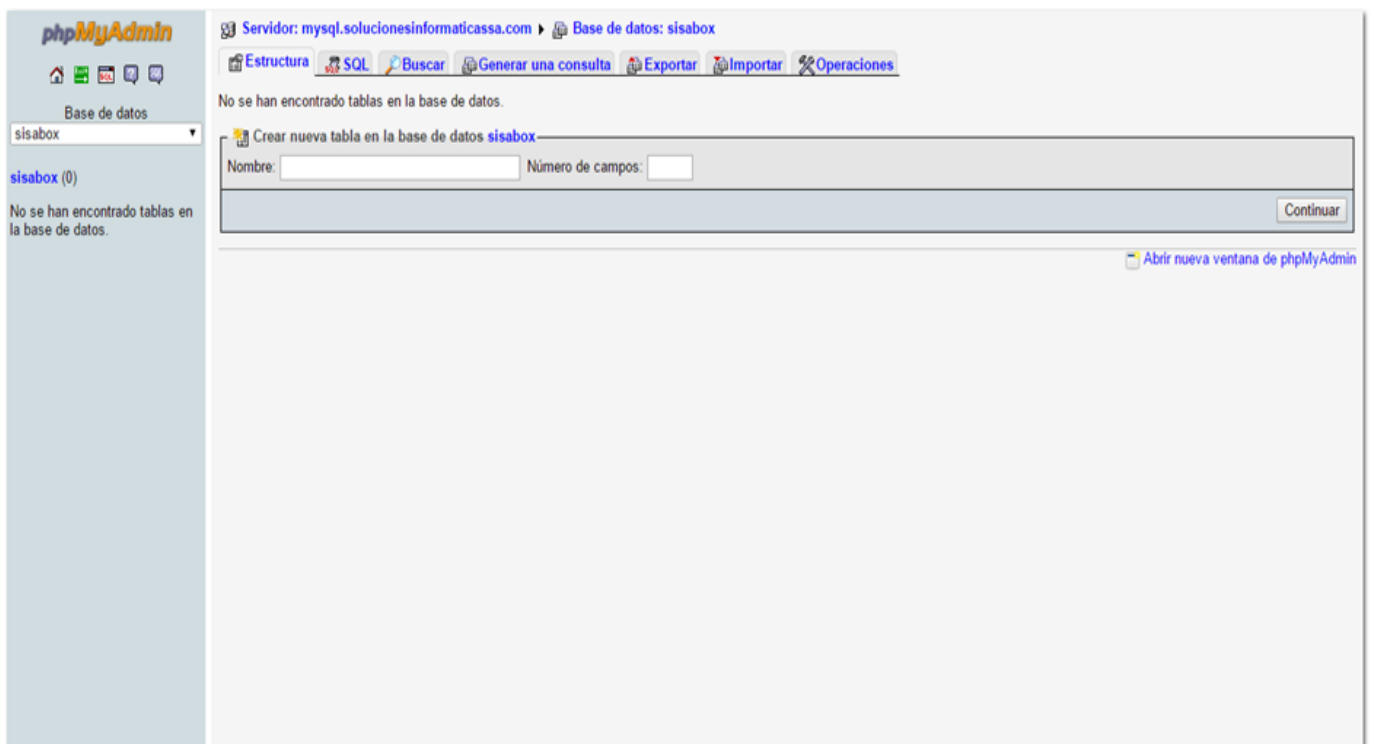 phpMyAdmin
Base de datos
sisabox
sisabox (0)
No se han encontrado tablas en
la base de datos.
Servidor: mysql.solucionesinformaticassa.com Base de datos: sisabox
Estructura SQL Buscar Generar una consulta Exportar Importar Operaciones
No se han encontrado tablas en la base de datos.
Crear nueva tabla en la base de datos sisabox
Nombre: Número de campos:
Continuar
Abrir nueva ventana de phpMyAdmin